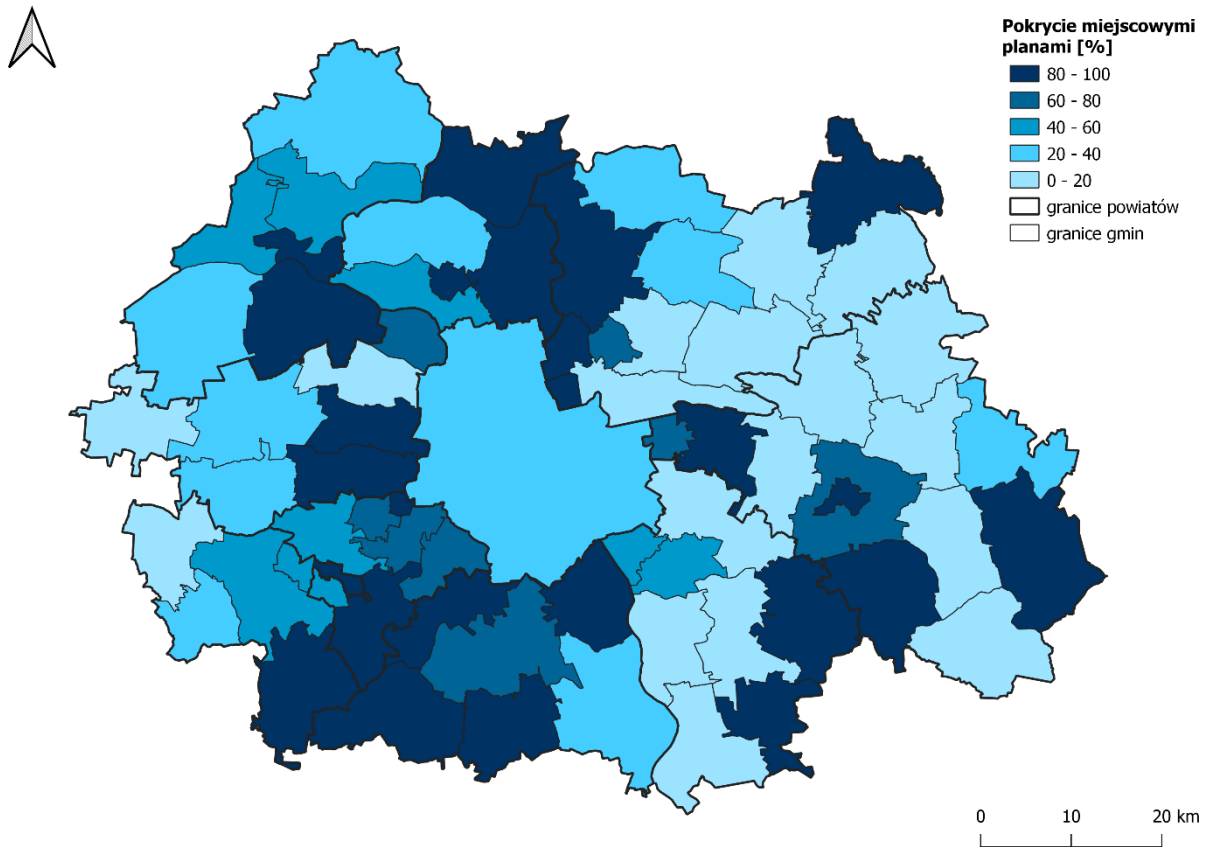 Pokrycie miejscowymi
planami [%]
80 - 100
60 - 80
40 - 60
20 - 40
0 - 20
granice powiatów
granice gmin
0 10 20 km